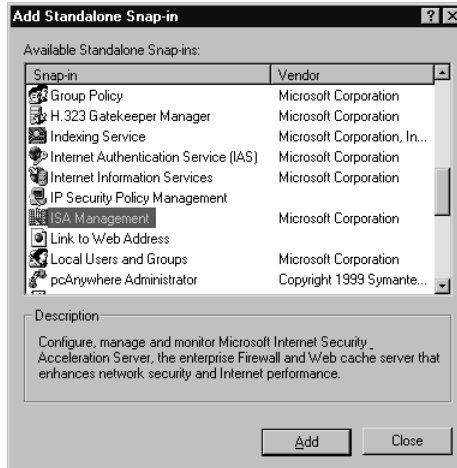 Add Standalone Snap-in
Available Standalone Snap-ins:
Snap-in Vendor
Group Policy Microsoft Corporation
H.323 Gatekeeper Manager Microsoft Corporation
Indexing Service Microsoft Corporation, In...
Internet Authentication Service (IAS) Microsoft Corporation
Internet Information Services Microsoft Corporation
IP Security Policy Management
ISA Management Microsoft Corporation
Link to Web Address
Local Users and Groups Microsoft Corporation
pcAnywhere Administrator Copyright 1999 Symante...
Description
Configure, manage and monitor Microsoft Internet Security _
Acceleration Server, the enterprise Firewall and Web cache server that
enhances network security and Internet performance.
Add Close